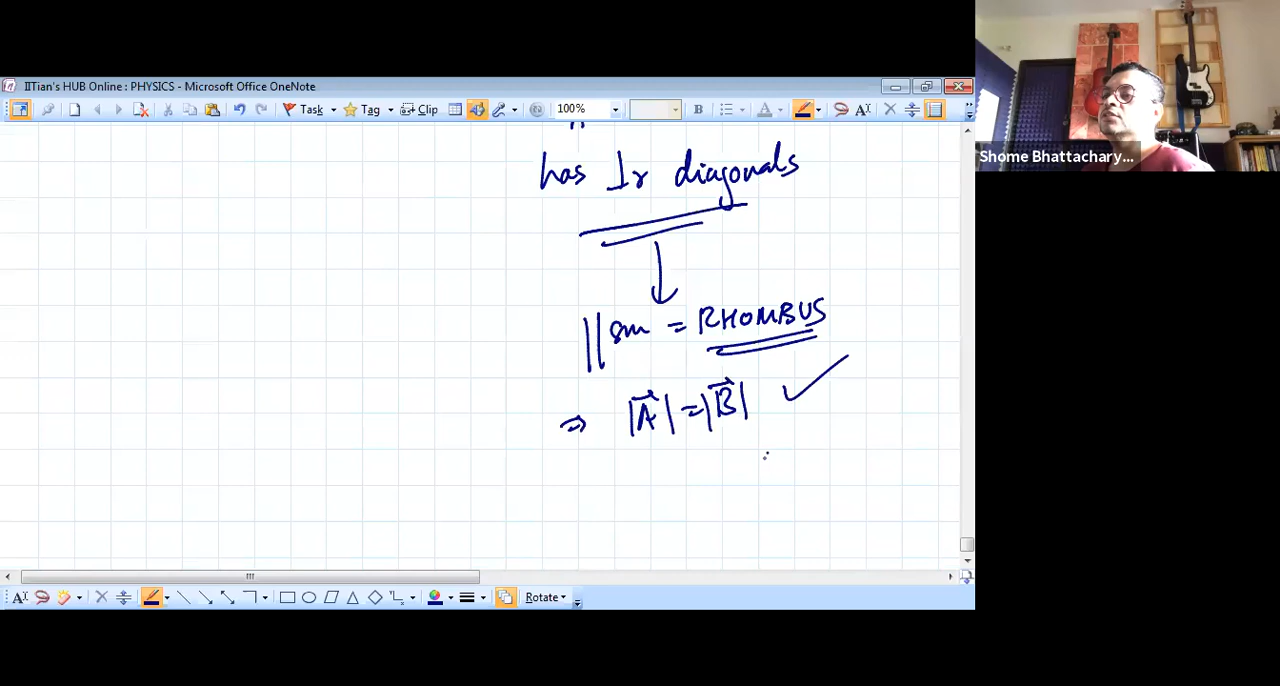 IITian's HUB Online : PHYSICS - Microsoft Office OneNote
Task Tag Clip 100% B A A
has ⊥r diagonals
||gm = RHOMBUS
⇒ |A⃗| = |B⃗| ✓
A Rotate
Shome Bhattachary...